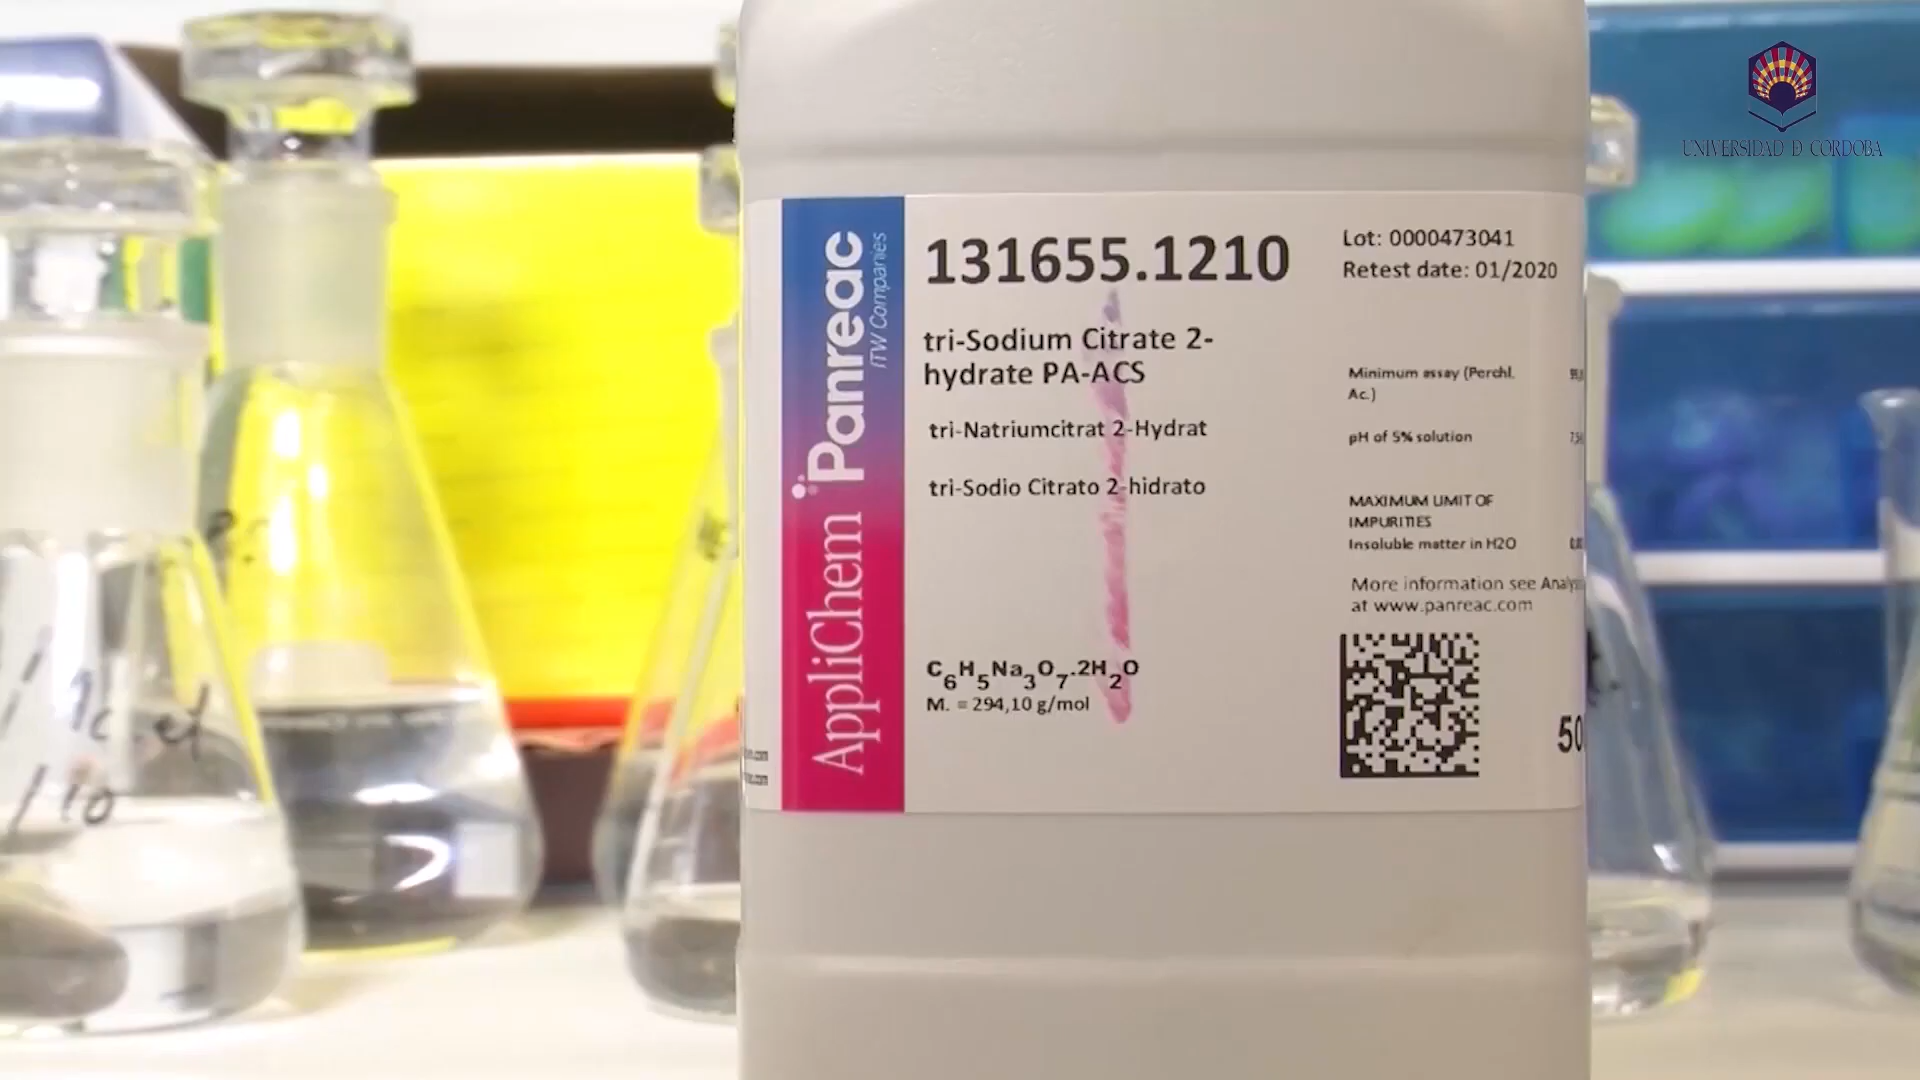 UNIVERSIDAD D CORDOBA
AppliChem Panreac
ITW Companies
131655.1210
Lot: 0000473041
Retest date: 01/2020
tri-Sodium Citrate 2-
hydrate PA-ACS
tri-Natriumcitrat 2-Hydrat
tri-Sodio Citrato 2-hidrato
C6H5Na3O7.2H2O
M. = 294,10 g/mol
Minimum assay (Perchl.
Ac.)
pH of 5% solution
MAXIMUM LIMIT OF
IMPURITIES
Insoluble matter in H2O
More information see
at www.panreac.com